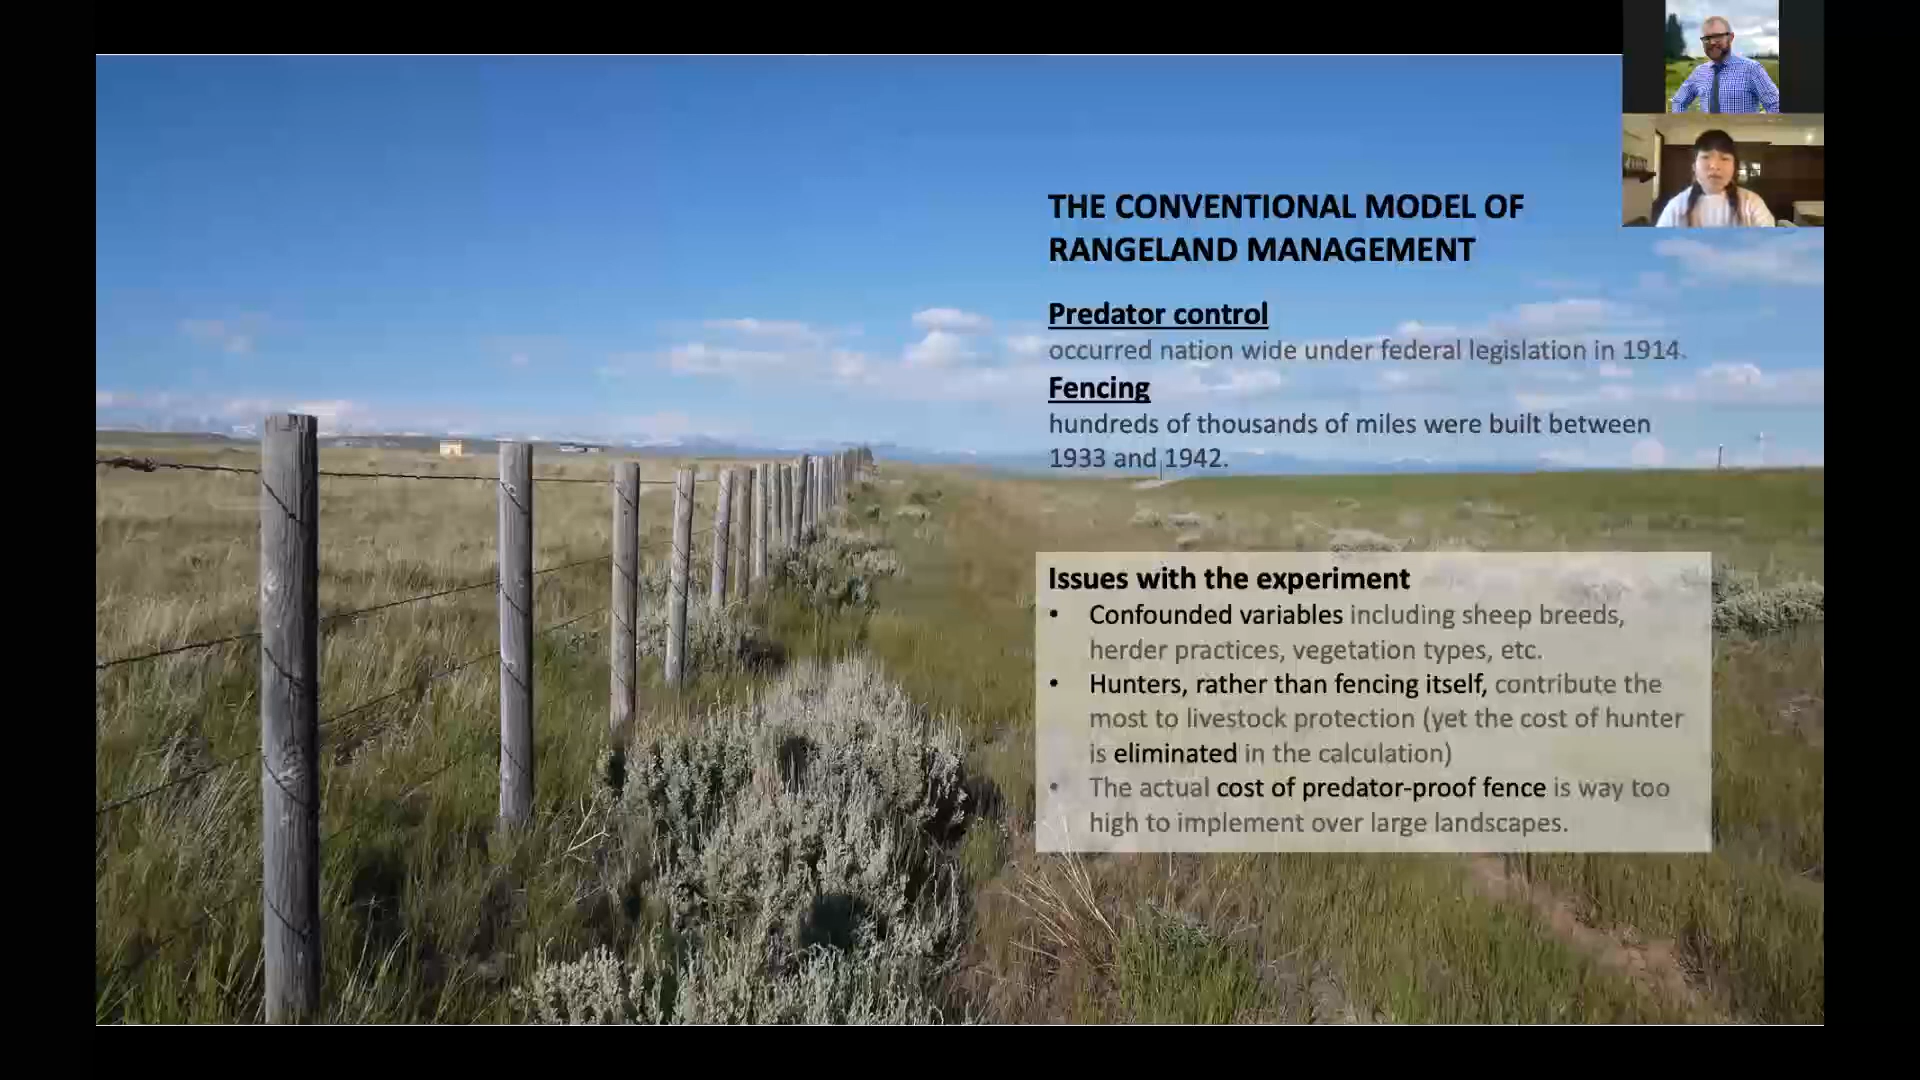 THE CONVENTIONAL MODEL OF
RANGELAND MANAGEMENT
Predator control
occurred nation wide under federal legislation in 1914.
Fencing
hundreds of thousands of miles were built between
1933 and 1942.
Issues with the experiment
• Confounded variables including sheep breeds,
herder practices, vegetation types, etc.
• Hunters, rather than fencing itself, contribute the
most to livestock protection (yet the cost of hunter
is eliminated in the calculation)
• The actual cost of predator-proof fence is way too
high to implement over large landscapes.